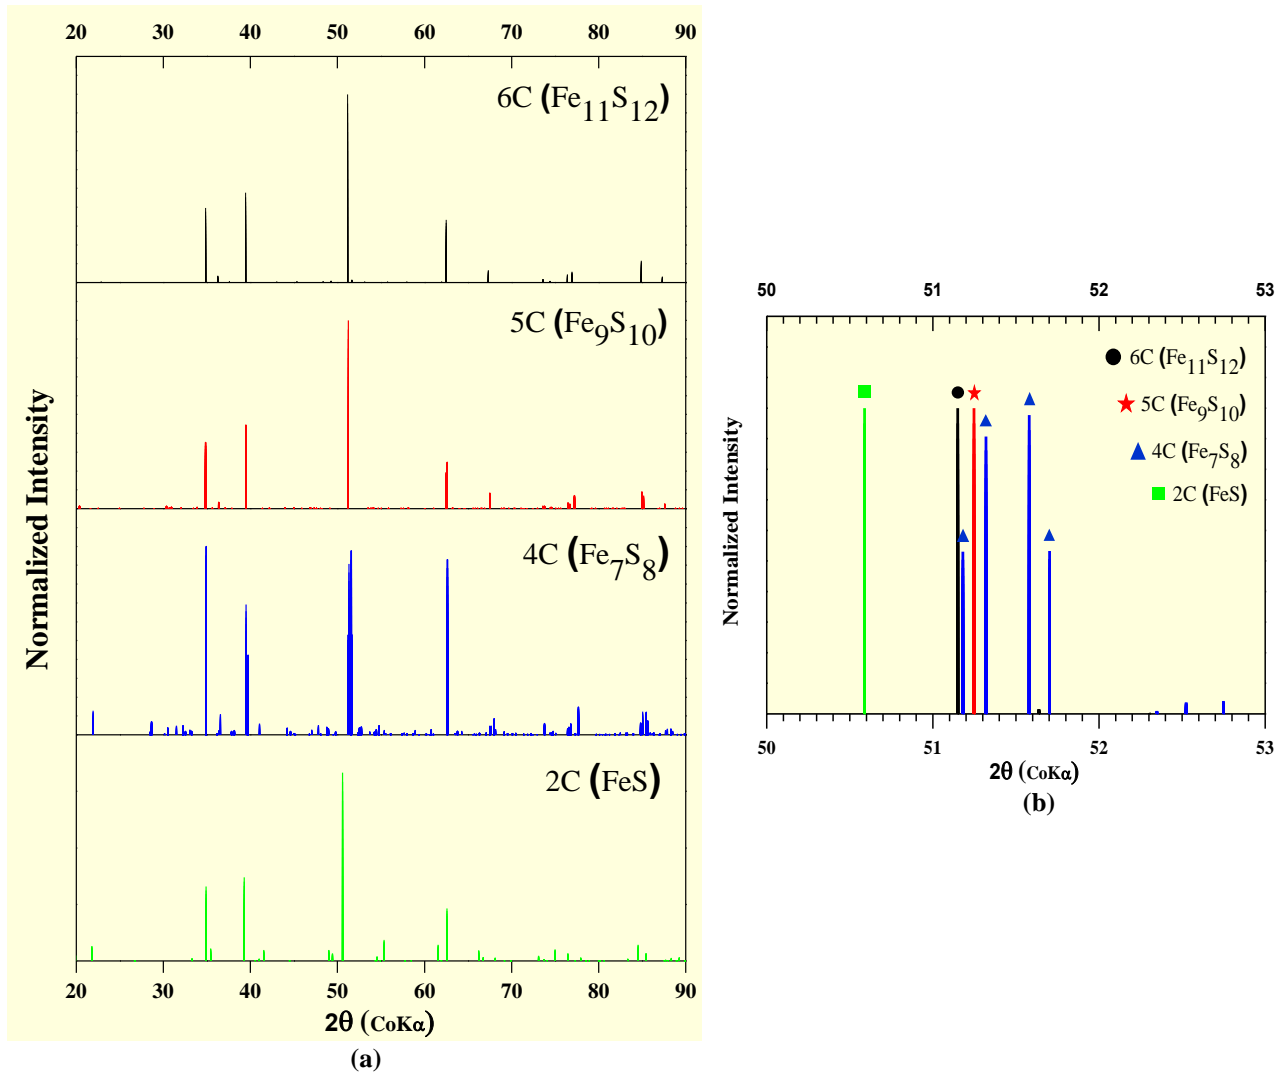 20 30 40 50 60 70 80 90
6C (Fe11S12)
5C (Fe9S10)
4C (Fe7S8)
2C (FeS)
Normalized Intensity
20 30 40 50 60 70 80 90
2θ (CoKα)
(a)
50 51 52 53
6C (Fe11S12)
5C (Fe9S10)
4C (Fe7S8)
2C (FeS)
Normalized Intensity
50 51 52 53
2θ (CoKα)
(b)